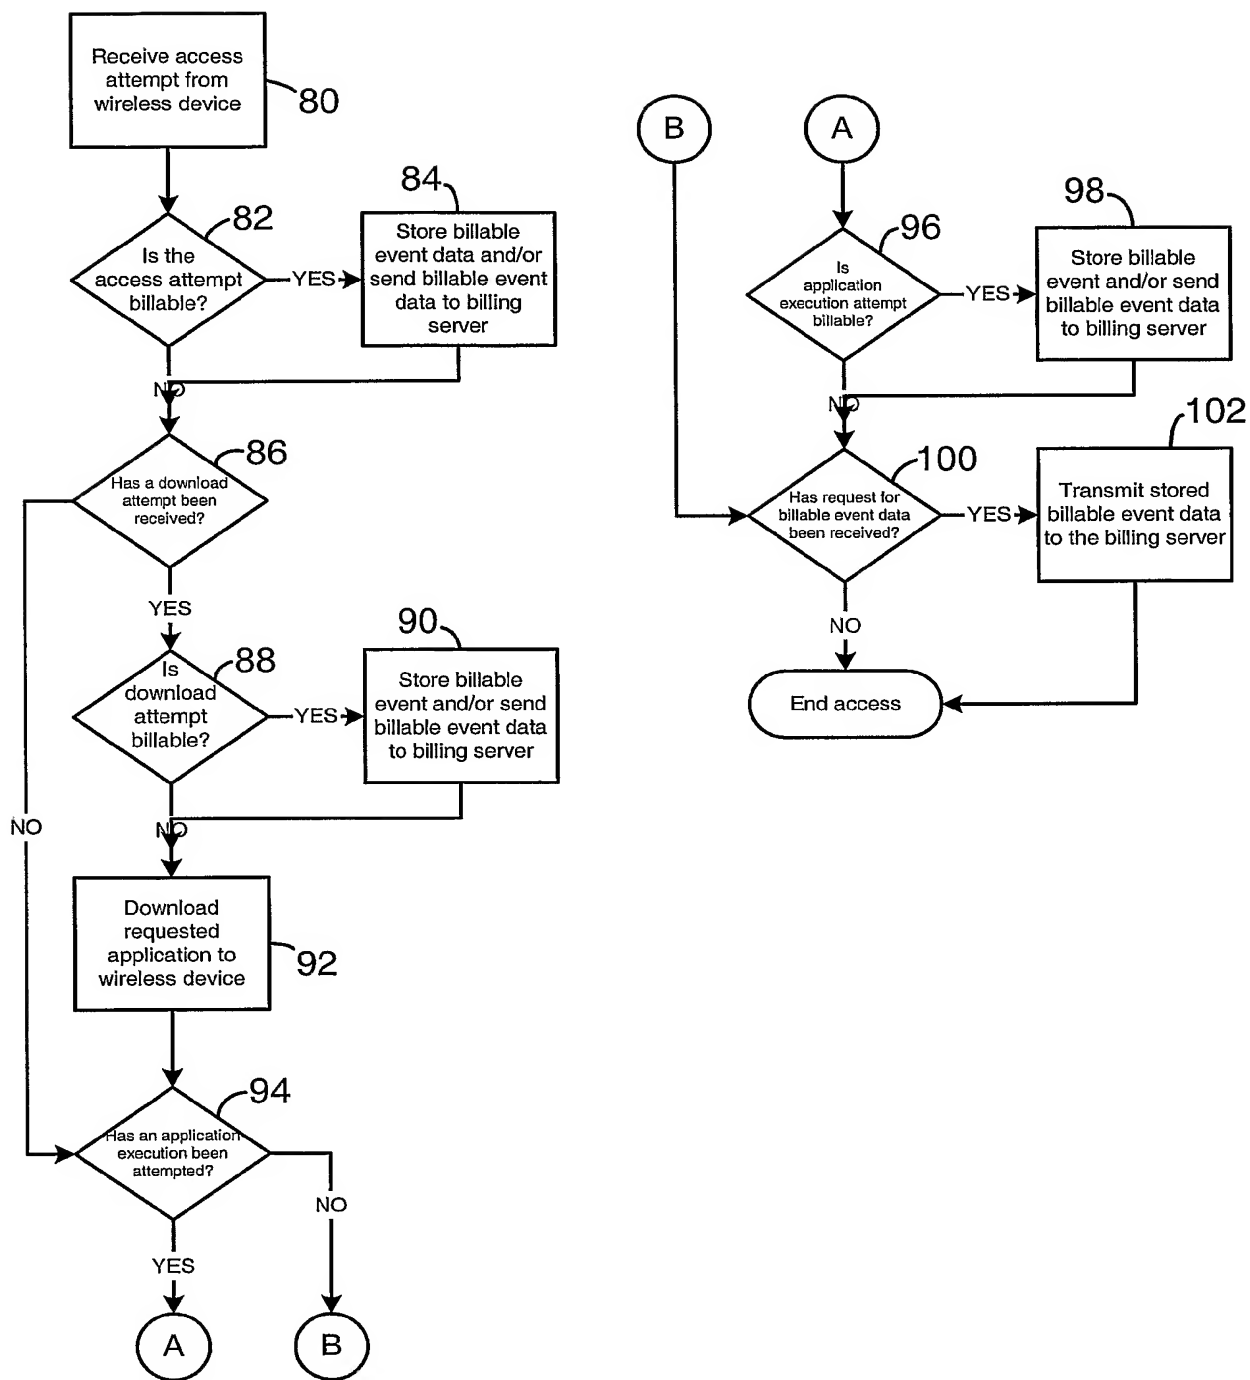 Receive access
attempt from
wireless device
80
82
Is the
access attempt
billable?
YES
84
Store billable
event data and/or
send billable event
data to billing
server
NO
86
Has a download
attempt been
received?
YES
NO
88
Is
download
attempt
billable?
YES
90
Store billable
event and/or send
billable event data
to billing server
NO
Download
requested
application to
wireless device
92
94
Has an application
execution been
attempted?
NO
YES
A
B
B
A
96
Is
application
execution attempt
billable?
YES
98
Store billable
event and/or send
billable event data
to billing server
NO
100
Has request for
billable event data
been received?
YES
102
Transmit stored
billable event data
to the billing server
NO
End access